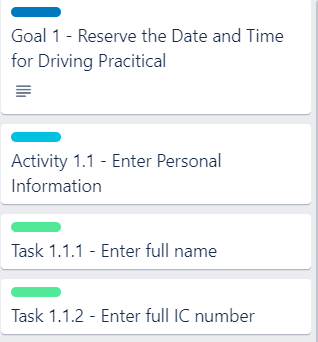 Goal 1 - Reserve the Date and Time
for Driving Pracitical
Activity 1.1 - Enter Personal
Information
Task 1.1.1 - Enter full name
Task 1.1.2 - Enter full IC number